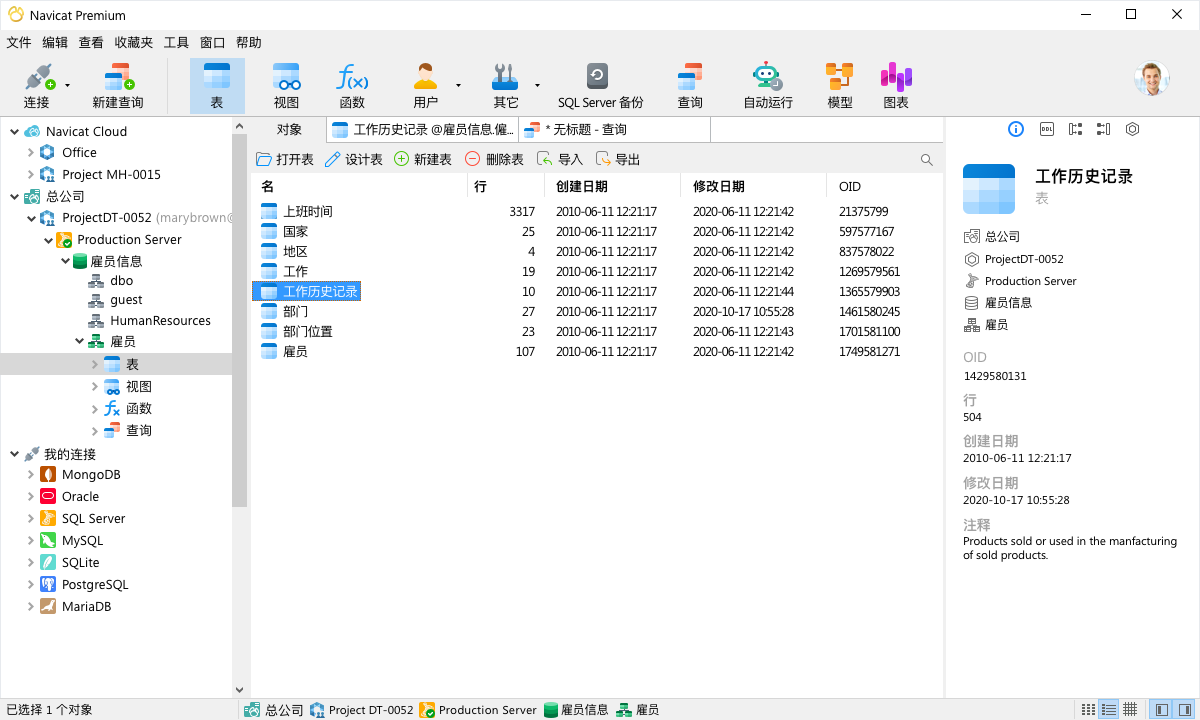 Navicat Premium
文件 编辑 查看 收藏夹 工具 窗口 帮助
连接 新建查询 表 视图 函数 用户 其它 SQL Server 备份 查询 自动运行 模型 图表
Navicat Cloud
Office
Project MH-0015
总公司
ProjectDT-0052 (marybrown@
Production Server
雇员信息
dbo
guest
HumanResources
雇员
表
视图
函数
查询
我的连接
MongoDB
Oracle
SQL Server
MySQL
SQLite
PostgreSQL
MariaDB
对象 工作历史记录 @雇员信息.僱... * 无标题 - 查询
打开表 设计表 新建表 删除表 导入 导出
名 行 创建日期 修改日期 OID
上班时间 3317 2010-06-11 12:21:17 2020-06-11 12:21:42 21375799
国家 25 2010-06-11 12:21:17 2020-06-11 12:21:42 597577167
地区 4 2010-06-11 12:21:17 2020-06-11 12:21:42 837578022
工作 19 2010-06-11 12:21:17 2020-06-11 12:21:42 1269579561
工作历史记录 10 2010-06-11 12:21:17 2020-06-11 12:21:44 1365579903
部门 27 2010-06-11 12:21:17 2020-10-17 10:55:28 1461580245
部门位置 23 2010-06-11 12:21:17 2020-06-11 12:21:43 1701581100
雇员 107 2010-06-11 12:21:17 2020-06-11 12:21:42 1749581271
DDL
工作历史记录
表
总公司
ProjectDT-0052
Production Server
雇员信息
雇员
OID
1429580131
行
504
创建日期
2010-06-11 12:21:17
修改日期
2020-10-17 10:55:28
注释
Products sold or used in the manfacturing
of sold products.
已选择 1 个对象 总公司 Project DT-0052 Production Server 雇员信息 雇员